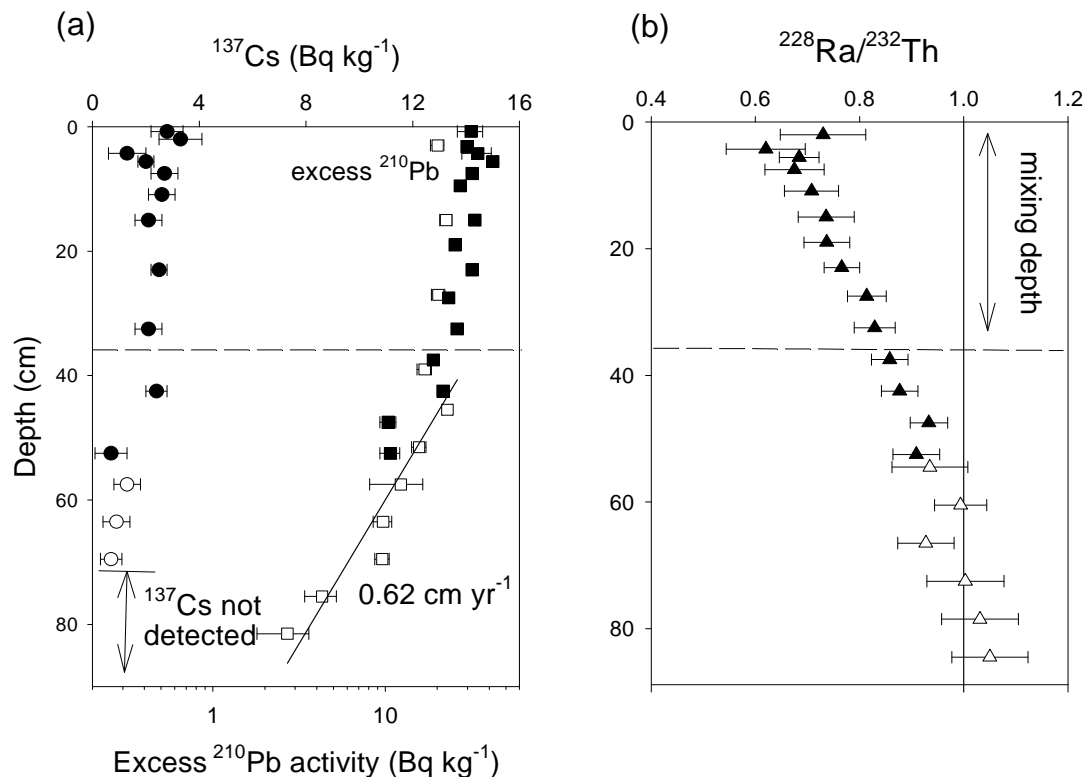 (a)
¹³⁷Cs (Bq kg⁻¹)
0 4 8 12 16
0
20
40
60
80
Depth (cm)
excess ²¹⁰Pb
0.62 cm yr⁻¹
¹³⁷Cs not
detected
1 10
Excess ²¹⁰Pb activity (Bq kg⁻¹)
(b)
²²⁸Ra/²³²Th
0.4 0.6 0.8 1.0 1.2
0
20
40
60
80
mixing depth